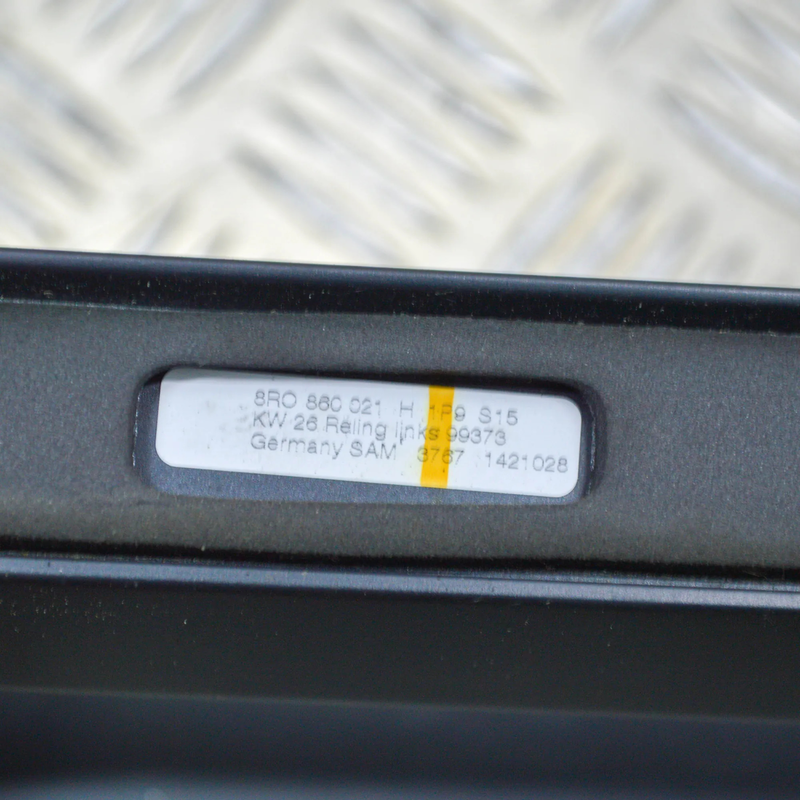 8R0 860 021 H 1P9 S15
KW 26 Reling links 99373
Germany SAM 3767 1421028